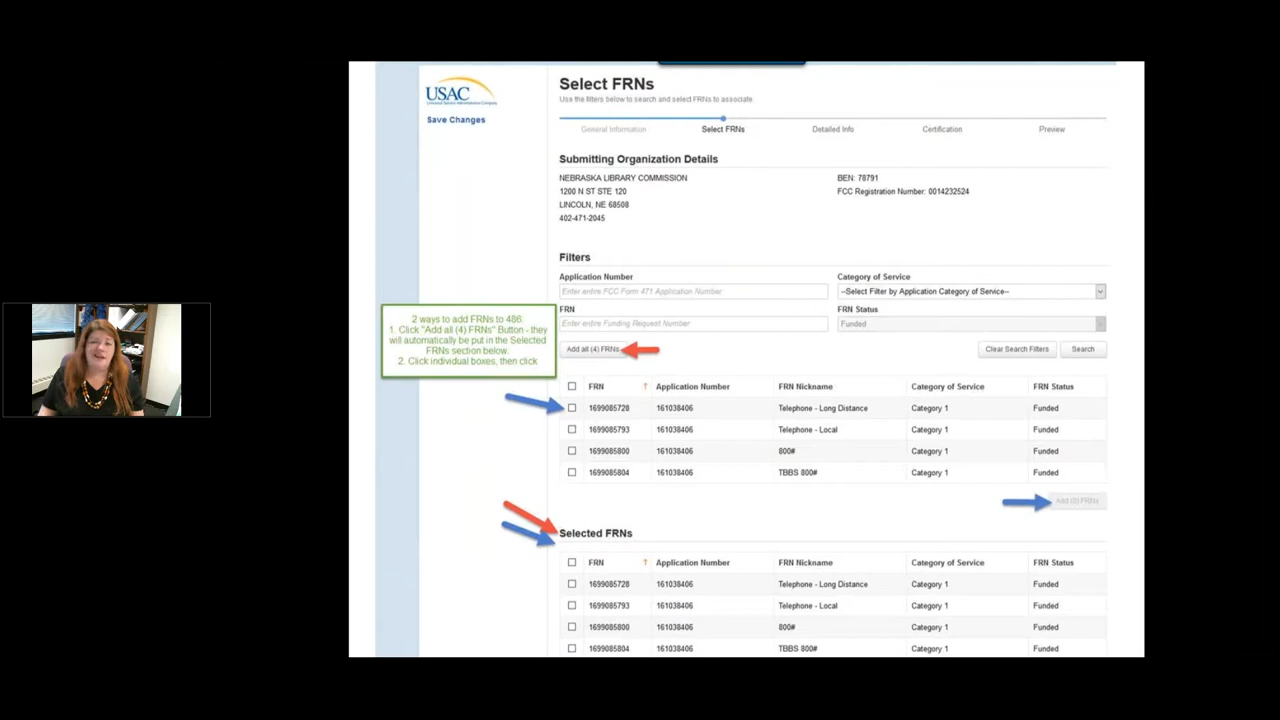 USAC
Universal Service Administrative Company
Save Changes
Select FRNs
Use the filters below to search and select FRNs to associate
General Information Select FRNs Detailed Info Certification Preview
Submitting Organization Details
NEBRASKA LIBRARY COMMISSION BEN: 78791
1200 N ST STE 120 FCC Registration Number: 0014232524
LINCOLN, NE 68508
402-471-2045
Filters
Application Number Category of Service
Enter entire FCC Form 471 Application Number --Select Filter by Application Category of Service--
FRN FRN Status
Enter entire Funding Request Number Funded
2 ways to add FRNs to 486:
1. Click "Add all (4) FRNs" Button - they
will automatically be put in the Selected
FRNs section below.
2. Click individual boxes, then click
Add all (4) FRNs Clear Search Filters Search
FRN ↑ Application Number FRN Nickname Category of Service FRN Status
1699085728 161038406 Telephone - Long Distance Category 1 Funded
1699085793 161038406 Telephone - Local Category 1 Funded
1699085800 161038406 800# Category 1 Funded
1699085804 161038406 TBBS 800# Category 1 Funded
Add (0) FRNs
Selected FRNs
FRN ↑ Application Number FRN Nickname Category of Service FRN Status
1699085728 161038406 Telephone - Long Distance Category 1 Funded
1699085793 161038406 Telephone - Local Category 1 Funded
1699085800 161038406 800# Category 1 Funded
1699085804 161038406 TBBS 800# Category 1 Funded